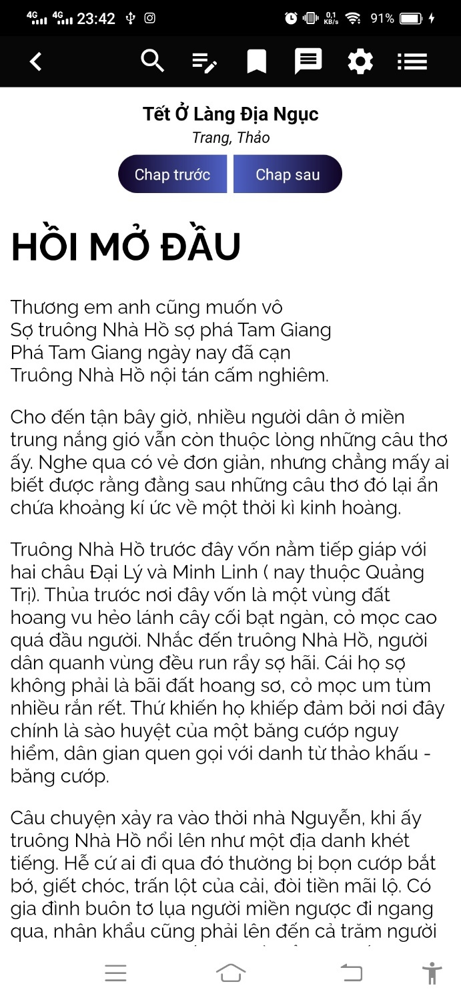 4G 4G 23:42 0,1 KB/s 91%
Tết Ở Làng Địa Ngục
Trang, Thảo
Chap trước Chap sau
HỒI MỞ ĐẦU
Thương em anh cũng muốn vô
Sợ truông Nhà Hồ sợ phá Tam Giang
Phá Tam Giang ngày nay đã cạn
Truông Nhà Hồ nội tán cấm nghiêm.
Cho đến tận bây giờ, nhiều người dân ở miền
trung nắng gió vẫn còn thuộc lòng những câu thơ
ấy. Nghe qua có vẻ đơn giản, nhưng chẳng mấy ai
biết được rằng đằng sau những câu thơ đó lại ẩn
chứa khoảng kí ức về một thời kì kinh hoàng.
Truông Nhà Hồ trước đây vốn nằm tiếp giáp với
hai châu Đại Lý và Minh Linh ( nay thuộc Quảng
Trị). Thủa trước nơi đây vốn là một vùng đất
hoang vu hẻo lánh cây cối bạt ngàn, cỏ mọc cao
quá đầu người. Nhắc đến truông Nhà Hồ, người
dân quanh vùng đều run rẩy sợ hãi. Cái họ sợ
không phải là bãi đất hoang sơ, cỏ mọc um tùm
nhiều rắn rết. Thứ khiến họ khiếp đảm bởi nơi đây
chính là sào huyệt của một băng cướp nguy
hiểm, dân gian quen gọi với danh từ thảo khấu -
băng cướp.
Câu chuyện xảy ra vào thời nhà Nguyễn, khi ấy
truông Nhà Hồ nổi lên như một địa danh khét
tiếng. Hễ cứ ai đi qua đó thường bị bọn cướp bắt
bớ, giết chóc, trấn lột của cải, đòi tiền mãi lộ. Có
gia đình buôn tơ lụa người miền ngược đi ngang
qua, nhân khẩu cũng phải lên đến cả trăm người